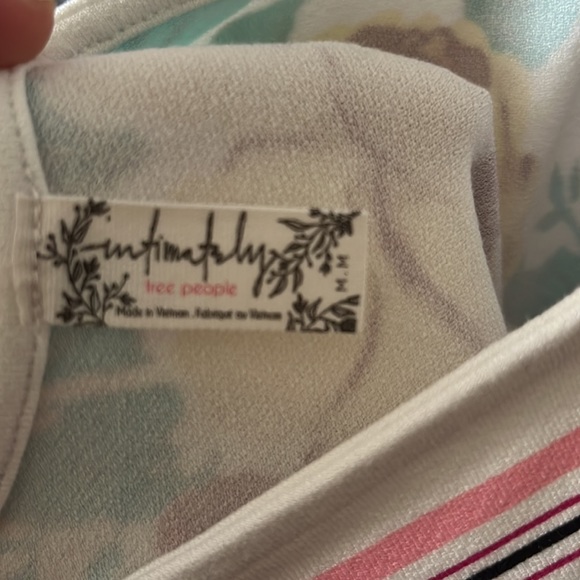 intimately
free people
Made in Vietnam . Fabriqué au Vietnam
M . M